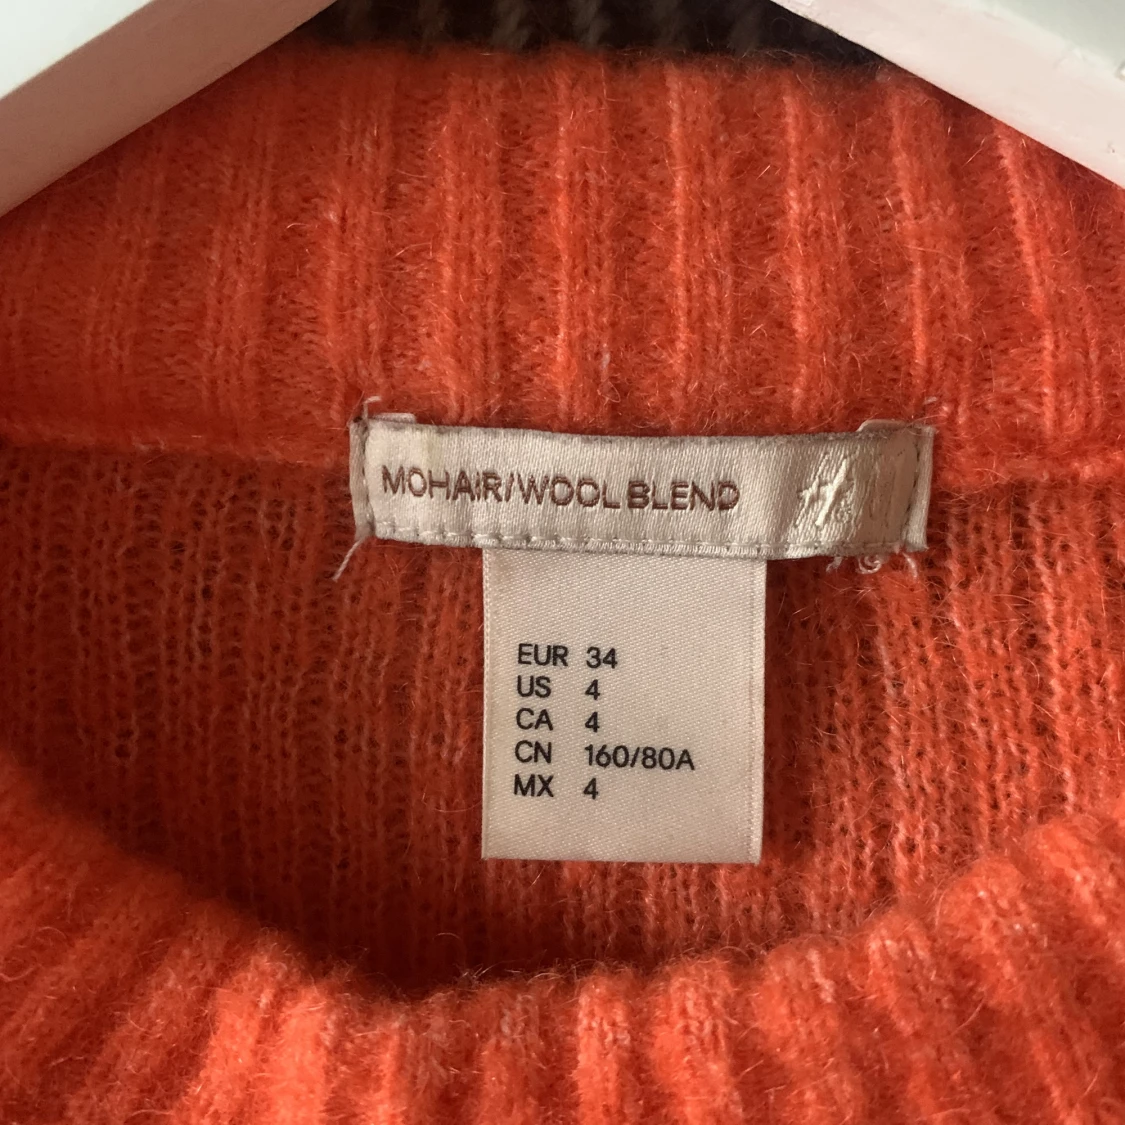 MOHAIR/WOOL BLEND
EUR 34
US 4
CA 4
CN 160/80A
MX 4